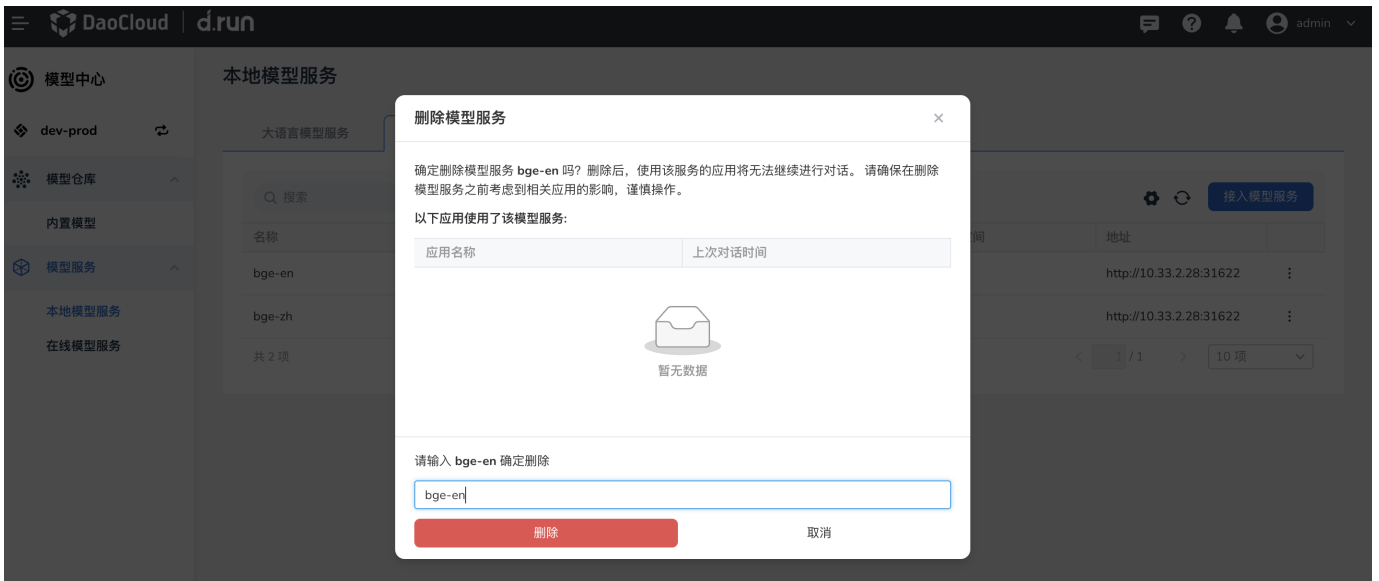 DaoCloud d.run
admin
模型中心
dev-prod
模型仓库
内置模型
模型服务
本地模型服务
在线模型服务
本地模型服务
大语言模型服务
搜索
接入模型服务
名称
间
地址
bge-en
http://10.33.2.28:31622
bge-zh
http://10.33.2.28:31622
共 2 项
1 / 1
10 项
删除模型服务
确定删除模型服务 bge-en 吗？删除后，使用该服务的应用将无法继续进行对话。 请确保在删除
模型服务之前考虑到相关应用的影响，谨慎操作。
以下应用使用了该模型服务:
应用名称
上次对话时间
暂无数据
请输入 bge-en 确定删除
bge-en
删除
取消